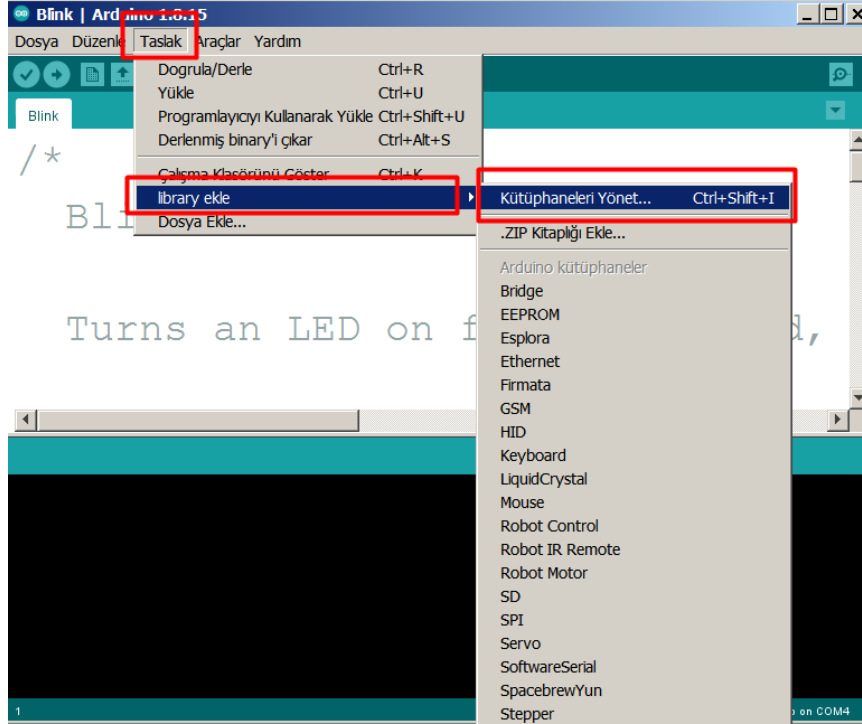 Blink | Arduino 1.8.15
Dosya Düzenle Taslak Araçlar Yardım
Blink
Dogrula/Derle Ctrl+R
Yükle Ctrl+U
Programlayıcıyı Kullanarak Yükle Ctrl+Shift+U
Derlenmiş binary'i çıkar Ctrl+Alt+S
Çalışma Klasörünü Göster Ctrl+K
library ekle
Dosya Ekle...
Kütüphaneleri Yönet... Ctrl+Shift+I
.ZIP Kitaplığı Ekle...
Arduino kütüphaneler
Bridge
EEPROM
Esplora
Ethernet
Firmata
GSM
HID
Keyboard
LiquidCrystal
Mouse
Robot Control
Robot IR Remote
Robot Motor
SD
SPI
Servo
SoftwareSerial
SpacebrewYun
Stepper
/*
Bli
Turns an LED on f
1
on COM4